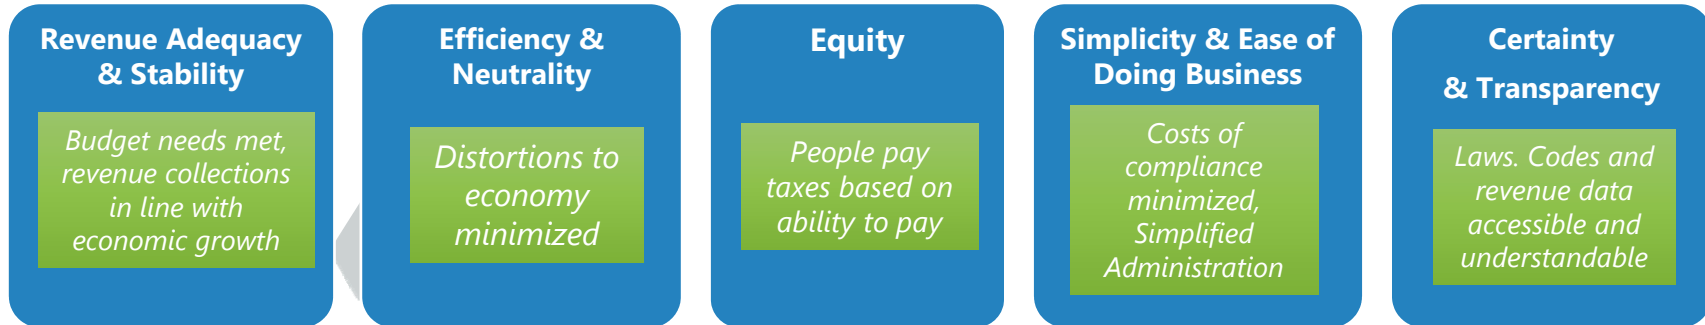 Revenue Adequacy
& Stability
Budget needs met,
revenue collections
in line with
economic growth
Efficiency &
Neutrality
Distortions to
economy
minimized
Equity
People pay
taxes based on
ability to pay
Simplicity & Ease of
Doing Business
Costs of
compliance
minimized,
Simplified
Administration
Certainty
& Transparency
Laws. Codes and
revenue data
accessible and
understandable